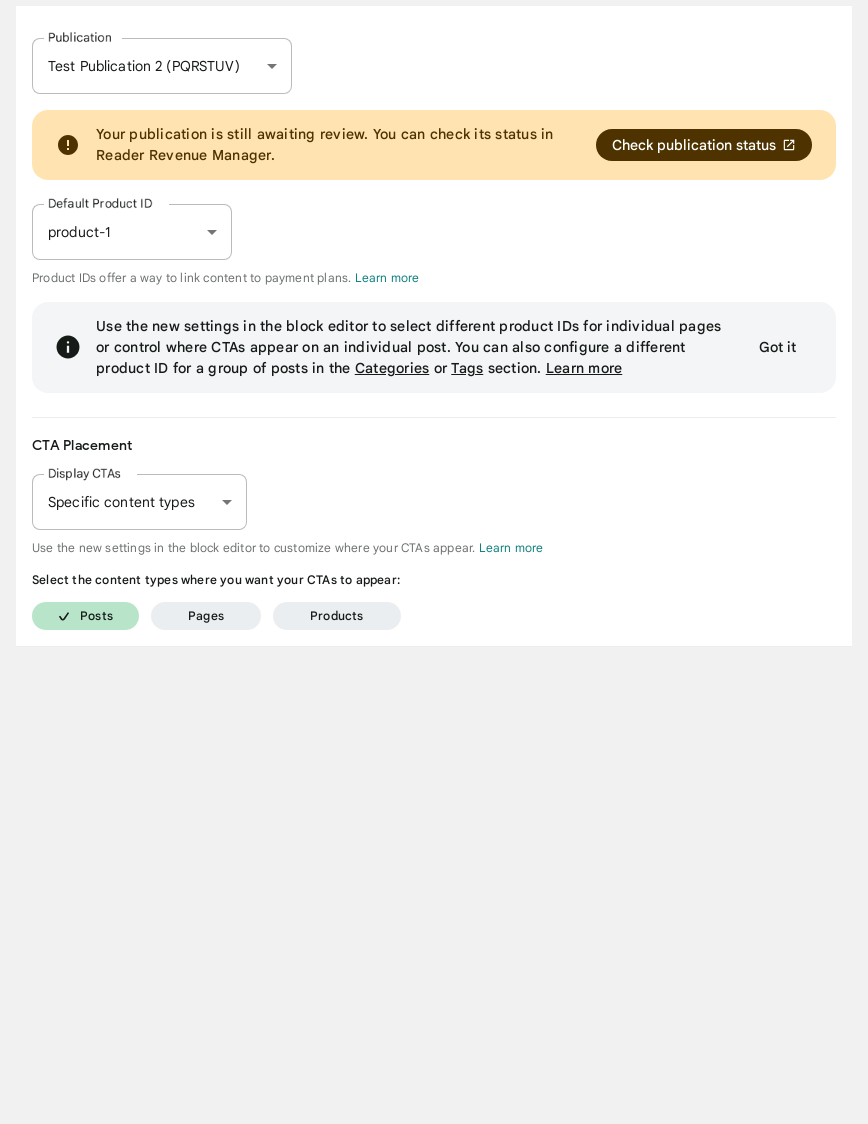 Publication
Test Publication 2 (PQRSTUV)
Your publication is still awaiting review. You can check its status in
Reader Revenue Manager.
Check publication status
Default Product ID
product-1
Product IDs offer a way to link content to payment plans. Learn more
Use the new settings in the block editor to select different product IDs for individual pages
or control where CTAs appear on an individual post. You can also configure a different
product ID for a group of posts in the Categories or Tags section. Learn more
Got it
CTA Placement
Display CTAs
Specific content types
Use the new settings in the block editor to customize where your CTAs appear. Learn more
Select the content types where you want your CTAs to appear:
Posts
Pages
Products